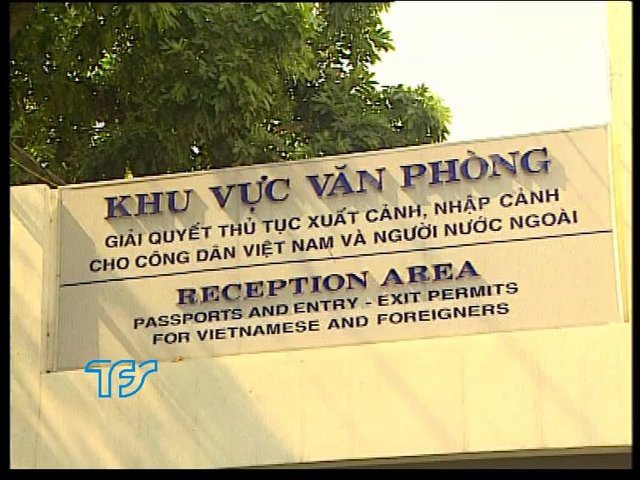 KHU VỰC VĂN PHÒNG
GIẢI QUYẾT THỦ TỤC XUẤT CẢNH, NHẬP CẢNH
CHO CÔNG DÂN VIỆT NAM VÀ NGƯỜI NƯỚC NGOÀI
RECEPTION AREA
PASSPORTS AND ENTRY - EXIT PERMITS
FOR VIETNAMESE AND FOREIGNERS
TFS